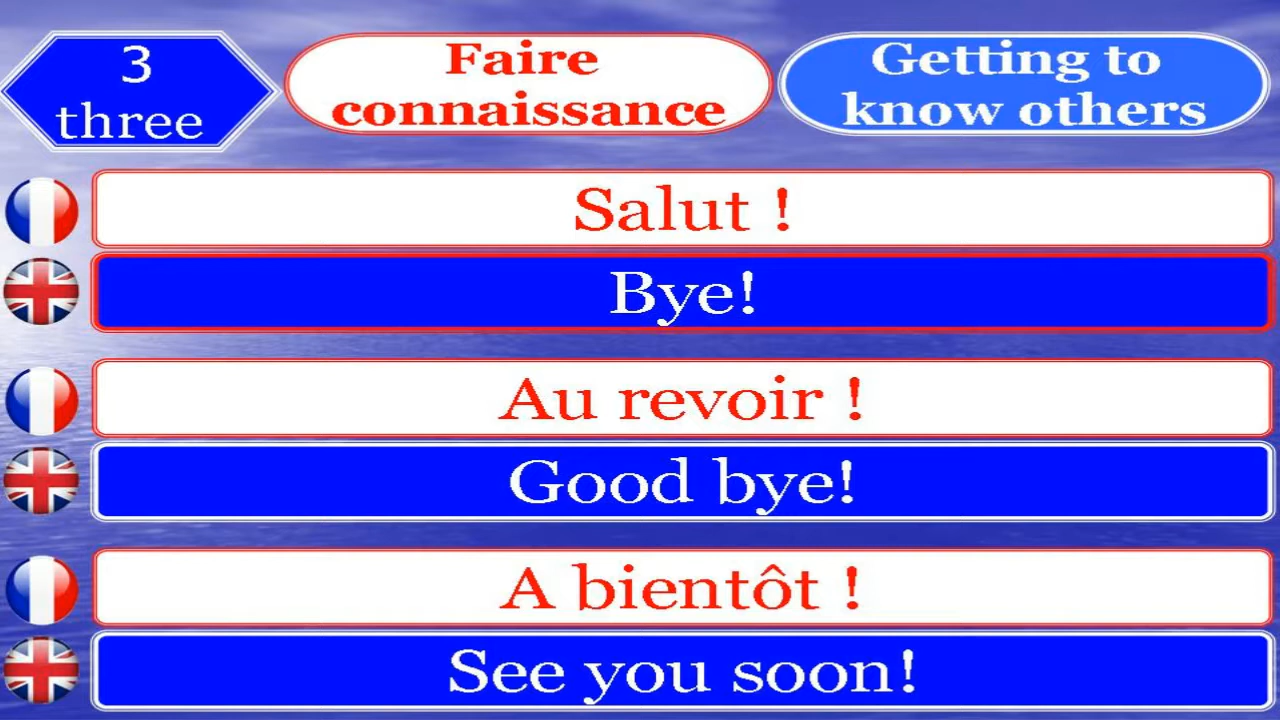 3
three
Faire
connaissance
Getting to
know others
Salut !
Bye!
Au revoir !
Good bye!
A bientôt !
See you soon!